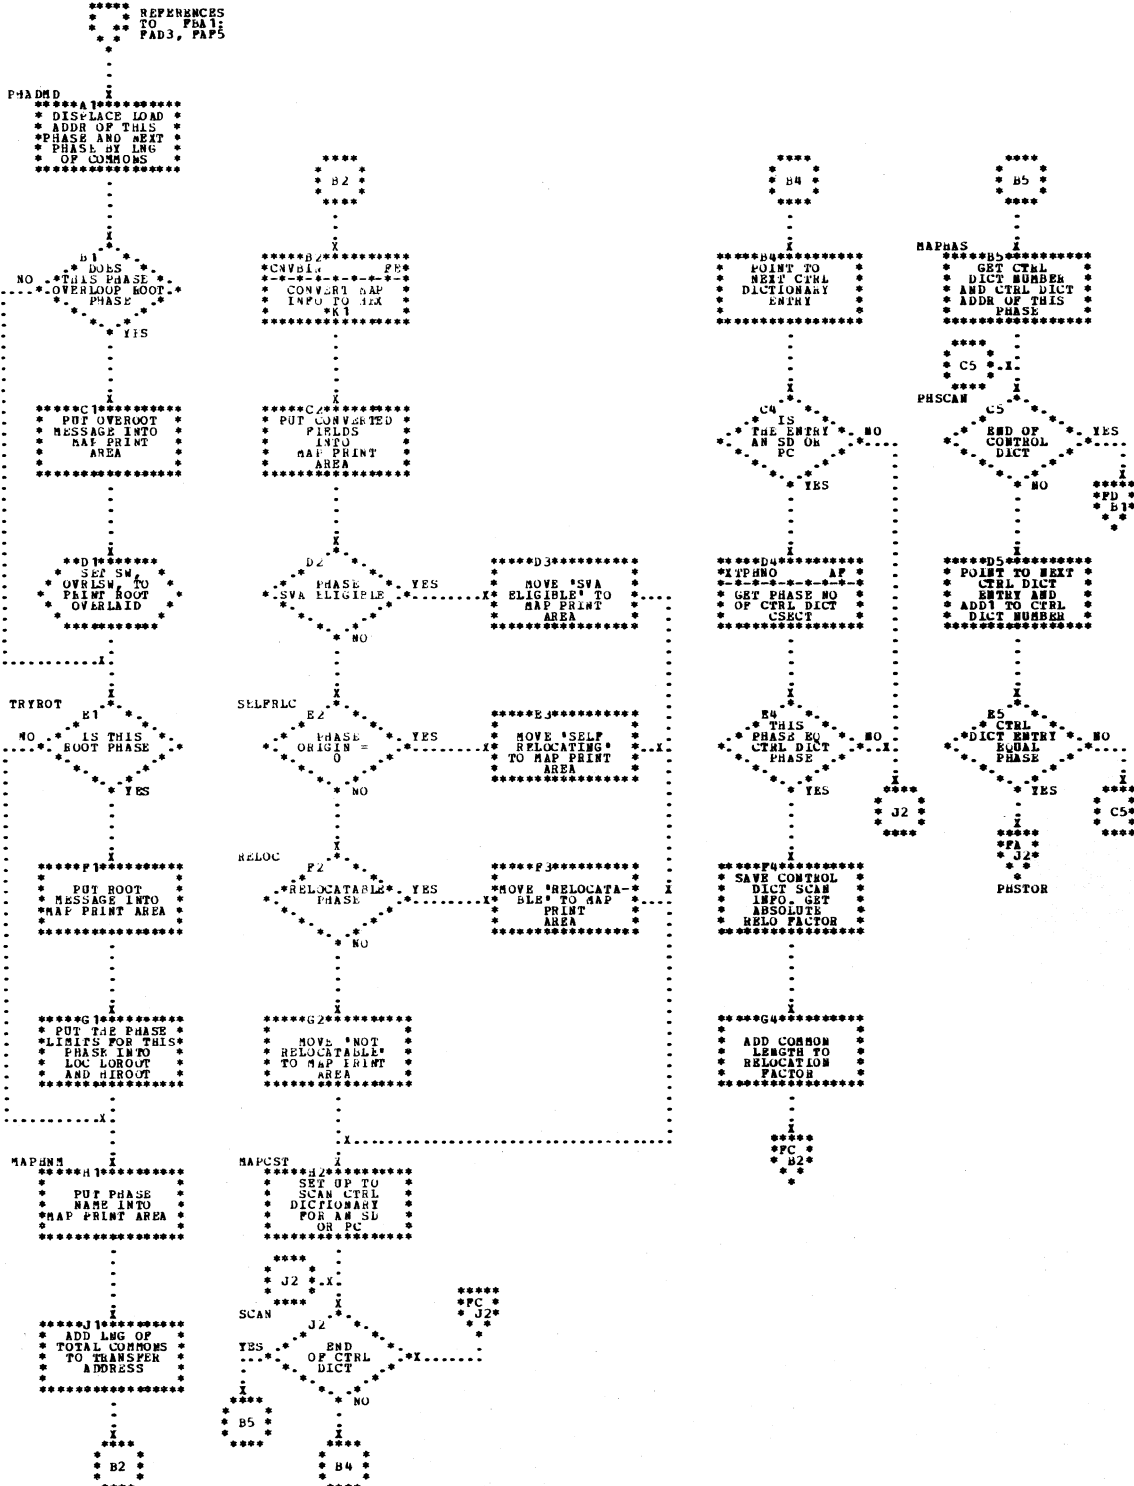 REFERENCES
TO FBA1:
FAD3, FAF5
PHADMD
A1
DISPLACE LOAD
ADDR OF THIS
PHASE AND NEXT
PHASE BY LNG
OF COMMONS
B1
DOES
THIS PHASE
OVERLOOP ROOT
PHASE
NO
YES
C1
PUT OVEROOT
MESSAGE INTO
MAP PRINT
AREA
D1
SET SW,
OVRLSW, TO
PRINT ROOT
OVERLAID
TRYROT
E1
IS THIS
ROOT PHASE
NO
YES
F1
PUT ROOT
MESSAGE INTO
MAP PRINT AREA
G1
PUT THE PHASE
LIMITS FOR THIS
PHASE INTO
LOC LOROOT
AND HIROOT
MAPHNM
H1
PUT PHASE
NAME INTO
MAP PRINT AREA
J1
ADD LNG OF
TOTAL COMMONS
TO TRANSFER
ADDRESS
B2
B2
B2
CNVBIN FE
CONVERT MAP
INFO TO HEX
*K1
C2
PUT CONVERTED
FIELDS
INTO
MAP PRINT
AREA
D2
PHASE
SVA ELIGIBLE
YES
NO
D3
MOVE 'SVA
ELIGIBLE' TO
MAP PRINT
AREA
SELFRLC
E2
PHASE
ORIGIN =
0
YES
NO
E3
MOVE 'SELF
RELOCATING'
TO MAP PRINT
AREA
RELOC
F2
RELOCATABLE
PHASE
YES
NO
F3
MOVE 'RELOCATA-
BLE' TO MAP
PRINT
AREA
G2
MOVE 'NOT
RELOCATABLE'
TO MAP PRINT
AREA
MAPCST
H2
SET UP TO
SCAN CTRL
DICTIONARY
FOR AN SD
OR PC
J2
SCAN
J2
END
OF CTRL
DICT
YES
NO
FC
J2
B5
B4
B4
B4
POINT TO
NEXT CTRL
DICTIONARY
ENTRY
C4
IS
THE ENTRY
AN SD OR
PC
NO
YES
D4
XTPHNO AF
GET PHASE NO
OF CTRL DICT
CSECT
E4
THIS
PHASE EQ
CTRL DICT
PHASE
NO
YES
J2
F4
SAVE CONTROL
DICT SCAN
INFO. GET
ABSOLUTE
RELO FACTOR
G4
ADD COMMON
LENGTH TO
RELOCATION
FACTOR
FC
B2
B5
MAPHAS
B5
GET CTRL
DICT NUMBER
AND CTRL DICT
ADDR OF THIS
PHASE
C5
PHSCAN
C5
END OF
CONTROL
DICT
YES
NO
FD
B1
D5
POINT TO NEXT
CTRL DICT
ENTRY AND
ADD1 TO CTRL
DICT NUMBER
E5
CTRL
DICT ENTRY
EQUAL
PHASE
NO
YES
C5
FA
J2
PHSTOR